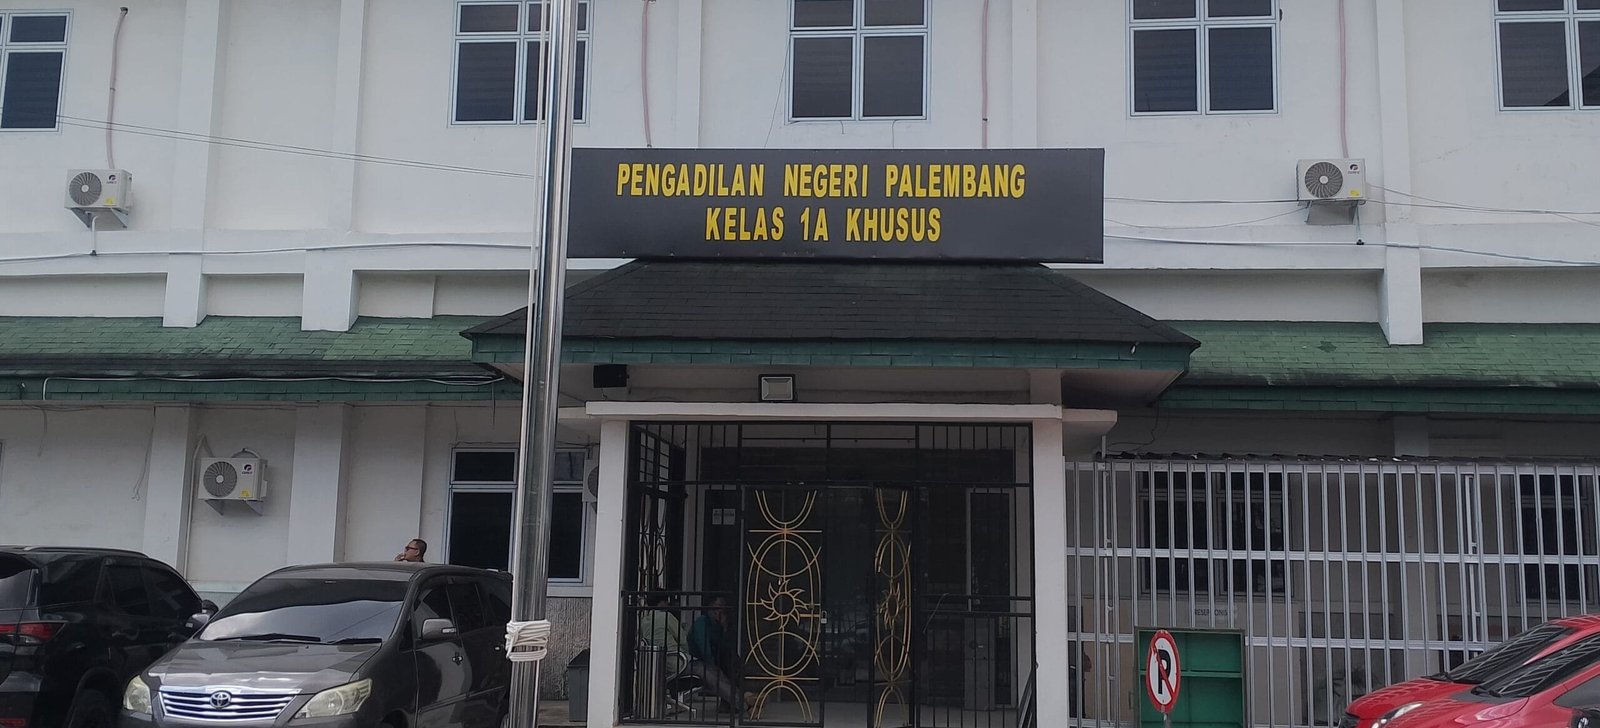 PENGADILAN NEGERI PALEMBANG
KELAS 1A KHUSUS
P